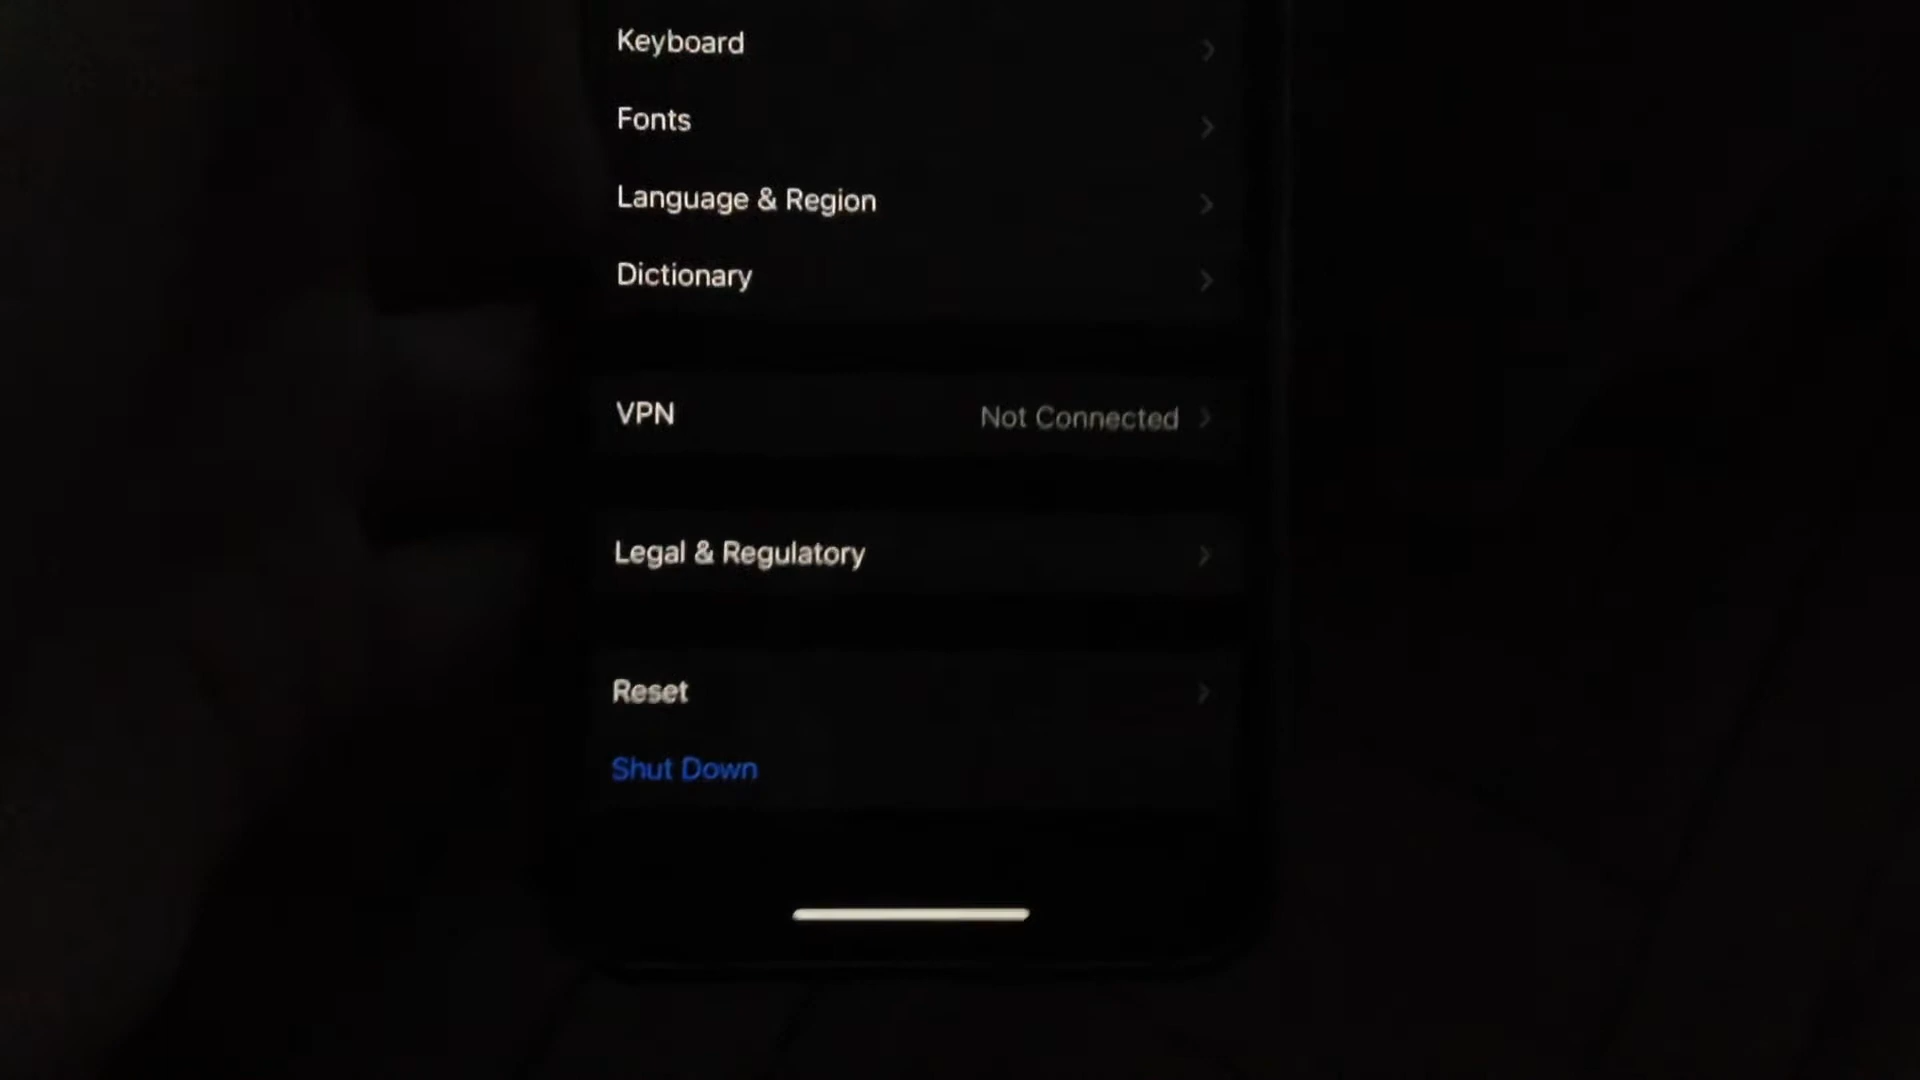 Keyboard
Fonts
Language & Region
Dictionary
VPN Not Connected
Legal & Regulatory
Reset
Shut Down